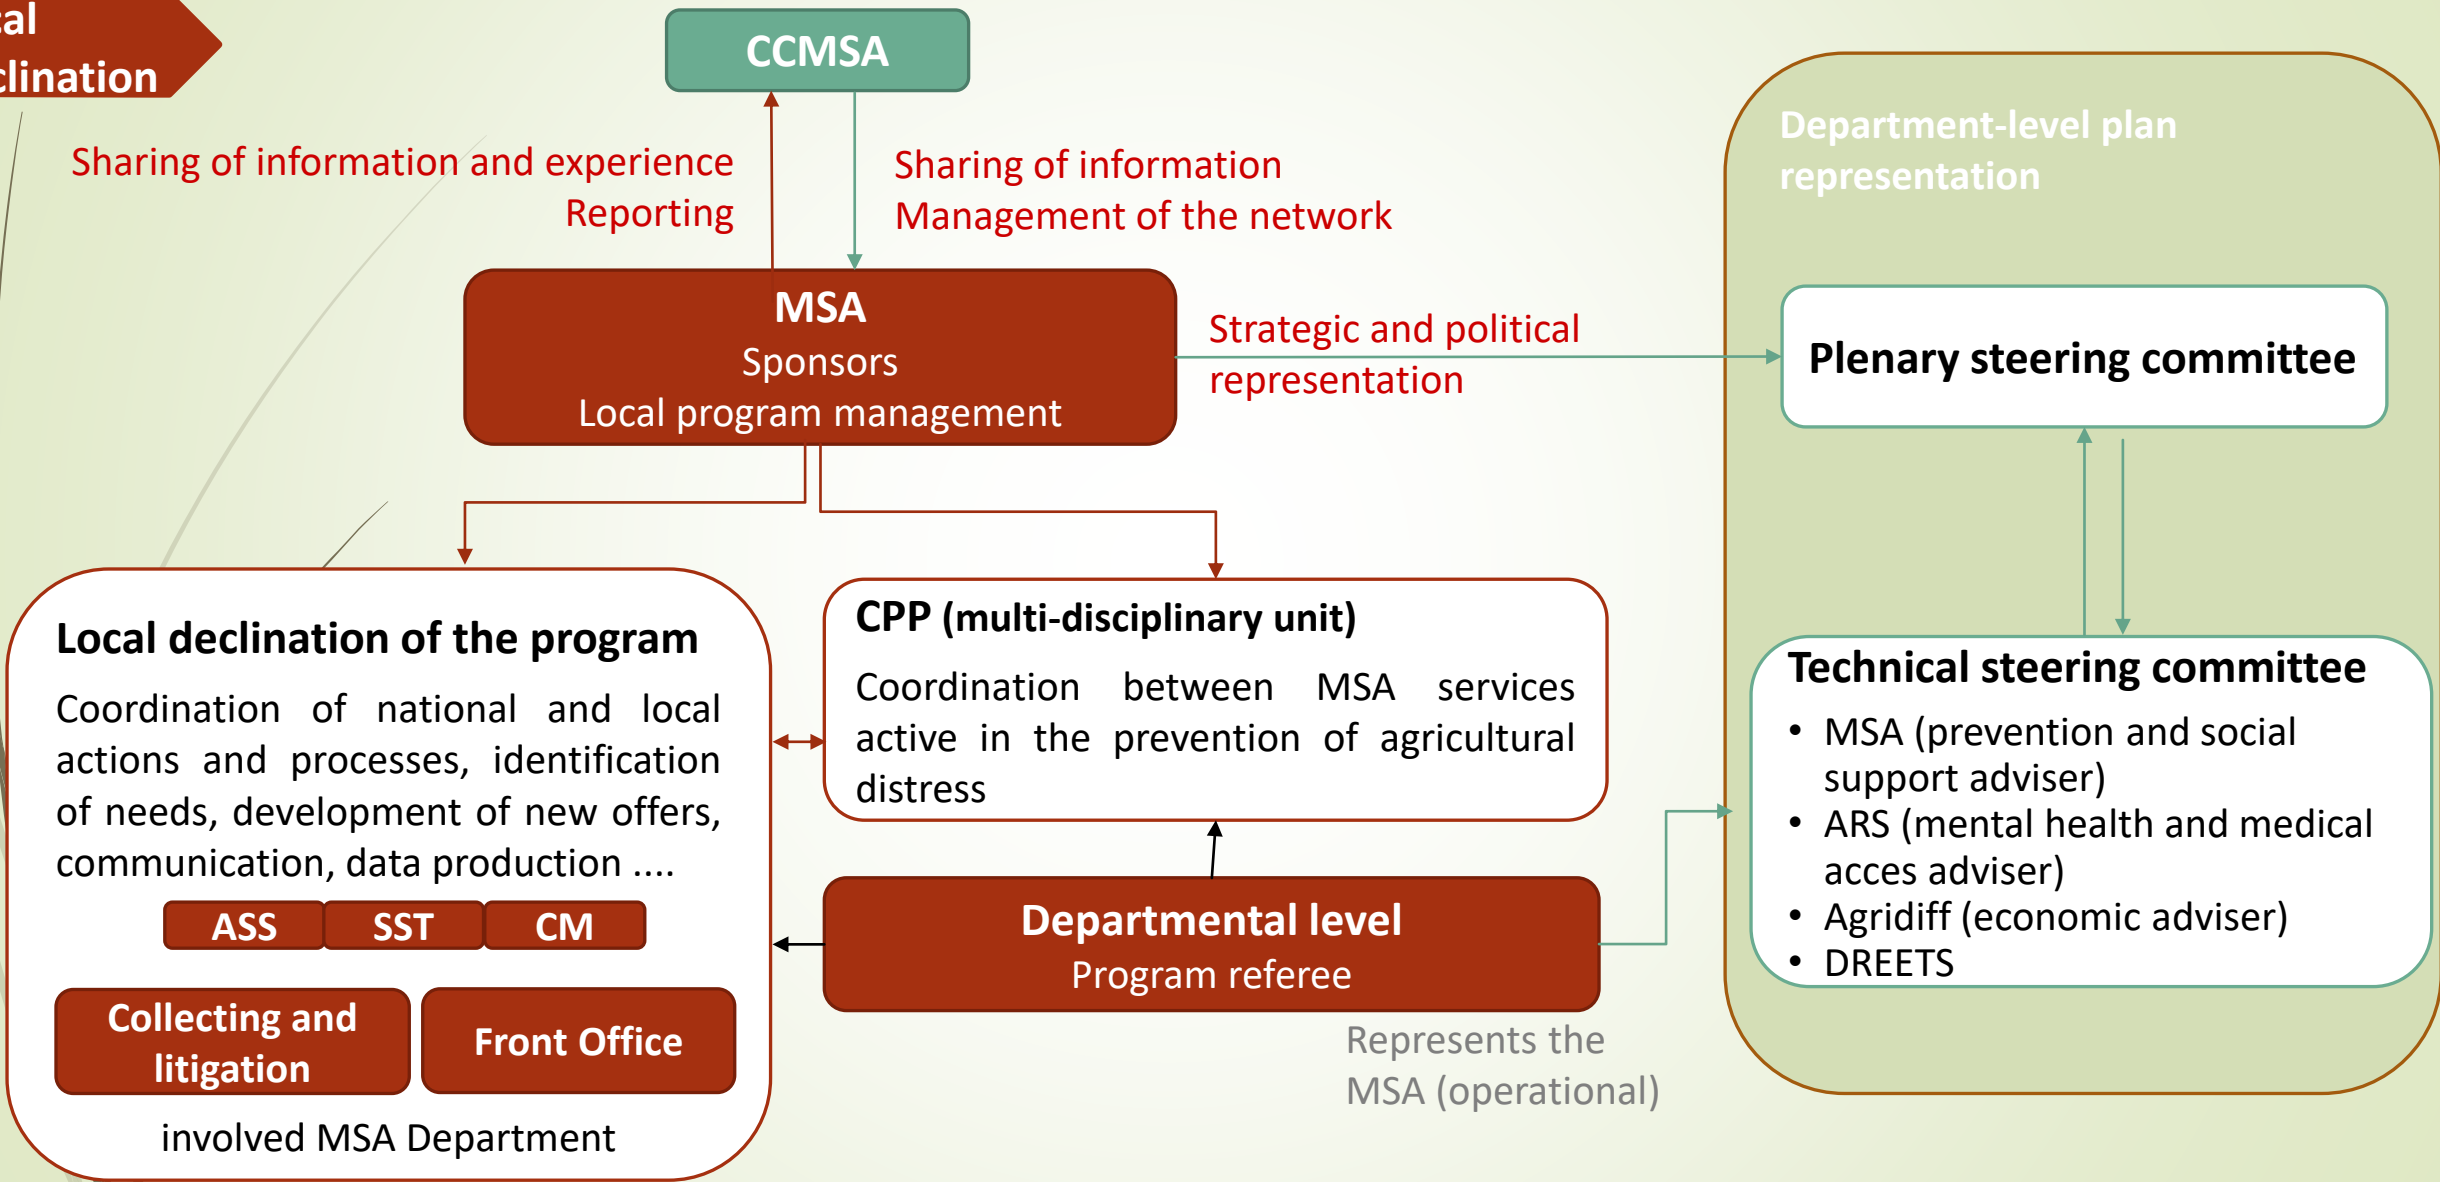 CCMSA
Sharing of information and experience
Reporting
Sharing of information
Management of the network
MSA
Sponsors
Local program management
Strategic and political
representation
Department-level plan
representation
Plenary steering committee
Local declination of the program
Coordination of national and local
actions and processes, identification
of needs, development of new offers,
communication, data production ....
ASS SST CM
Collecting and
litigation
Front Office
involved MSA Department
CPP (multi-disciplinary unit)
Coordination between MSA services
active in the prevention of agricultural
distress
Departmental level
Program referee
Represents the
MSA (operational)
Technical steering committee
• MSA (prevention and social
support adviser)
• ARS (mental health and medical
acces adviser)
• Agridiff (economic adviser)
• DREETS